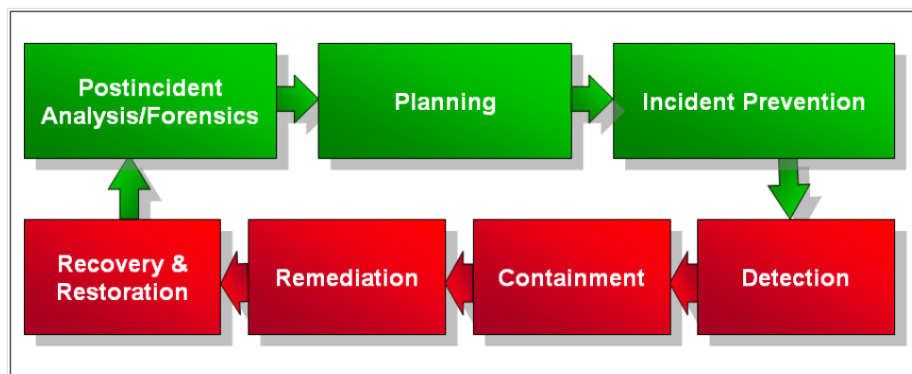 Postincident
Analysis/Forensics
Planning
Incident Prevention
Recovery &
Restoration
Remediation
Containment
Detection